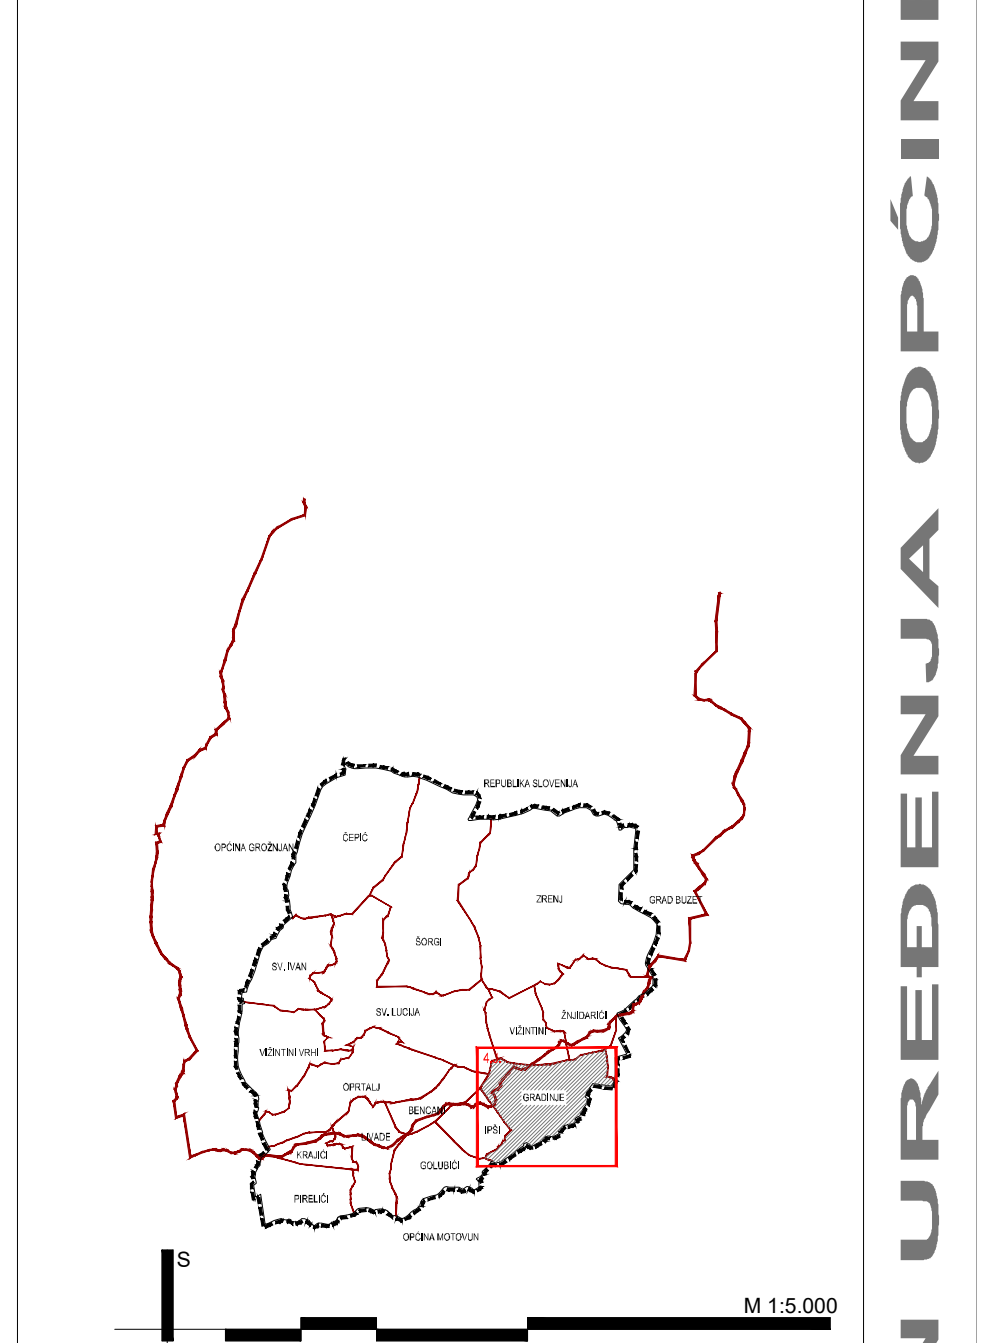 REPUBLIKA SLOVENIJA
ČEPIĆ
OPĆINA GROŽNJAN
ZRENJ
GRAD BUZET
ŠORGI
SV. IVAN
SV. LUCIJA
ŽNJIDARIĆI
VIŽINTINI
VIŽINTINI VRHI
4.
OPRTALJ
GRADINJE
BENCANI
IPŠI
LIVADE
KRAJIĆI
GOLUBIĆI
PIRELIĆI
OPĆINA MOTOVUN
S
M 1:5.000
UREĐENJA OPĆIN